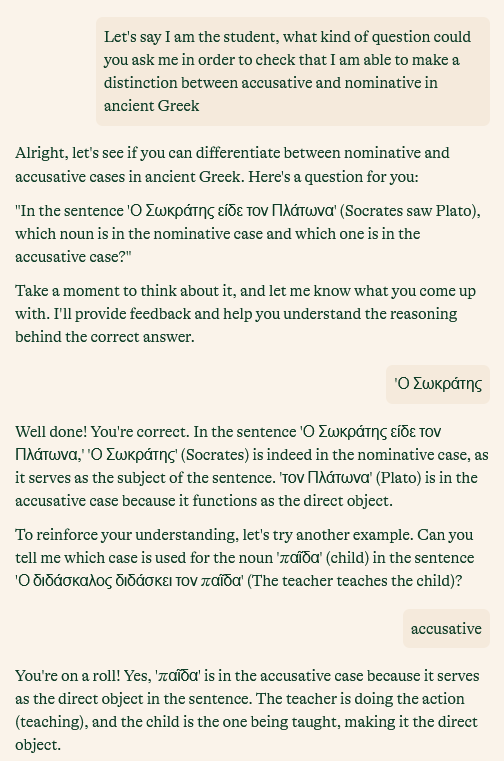 Let's say I am the student, what kind of question could
you ask me in order to check that I am able to make a
distinction between accusative and nominative in
ancient Greek
Alright, let's see if you can differentiate between nominative and
accusative cases in ancient Greek. Here's a question for you:
"In the sentence 'Ο Σωκράτης είδε τον Πλάτωνα' (Socrates saw Plato),
which noun is in the nominative case and which one is in the
accusative case?"
Take a moment to think about it, and let me know what you come up
with. I'll provide feedback and help you understand the reasoning
behind the correct answer.
'Ο Σωκράτης
Well done! You're correct. In the sentence 'Ο Σωκράτης είδε τον
Πλάτωνα,' 'Ο Σωκράτης' (Socrates) is indeed in the nominative case, as
it serves as the subject of the sentence. 'τον Πλάτωνα' (Plato) is in the
accusative case because it functions as the direct object.
To reinforce your understanding, let's try another example. Can you
tell me which case is used for the noun 'παῖδα' (child) in the sentence
'Ο διδάσκαλος διδάσκει τον παῖδα' (The teacher teaches the child)?
accusative
You're on a roll! Yes, 'παῖδα' is in the accusative case because it serves
as the direct object in the sentence. The teacher is doing the action
(teaching), and the child is the one being taught, making it the direct
object.